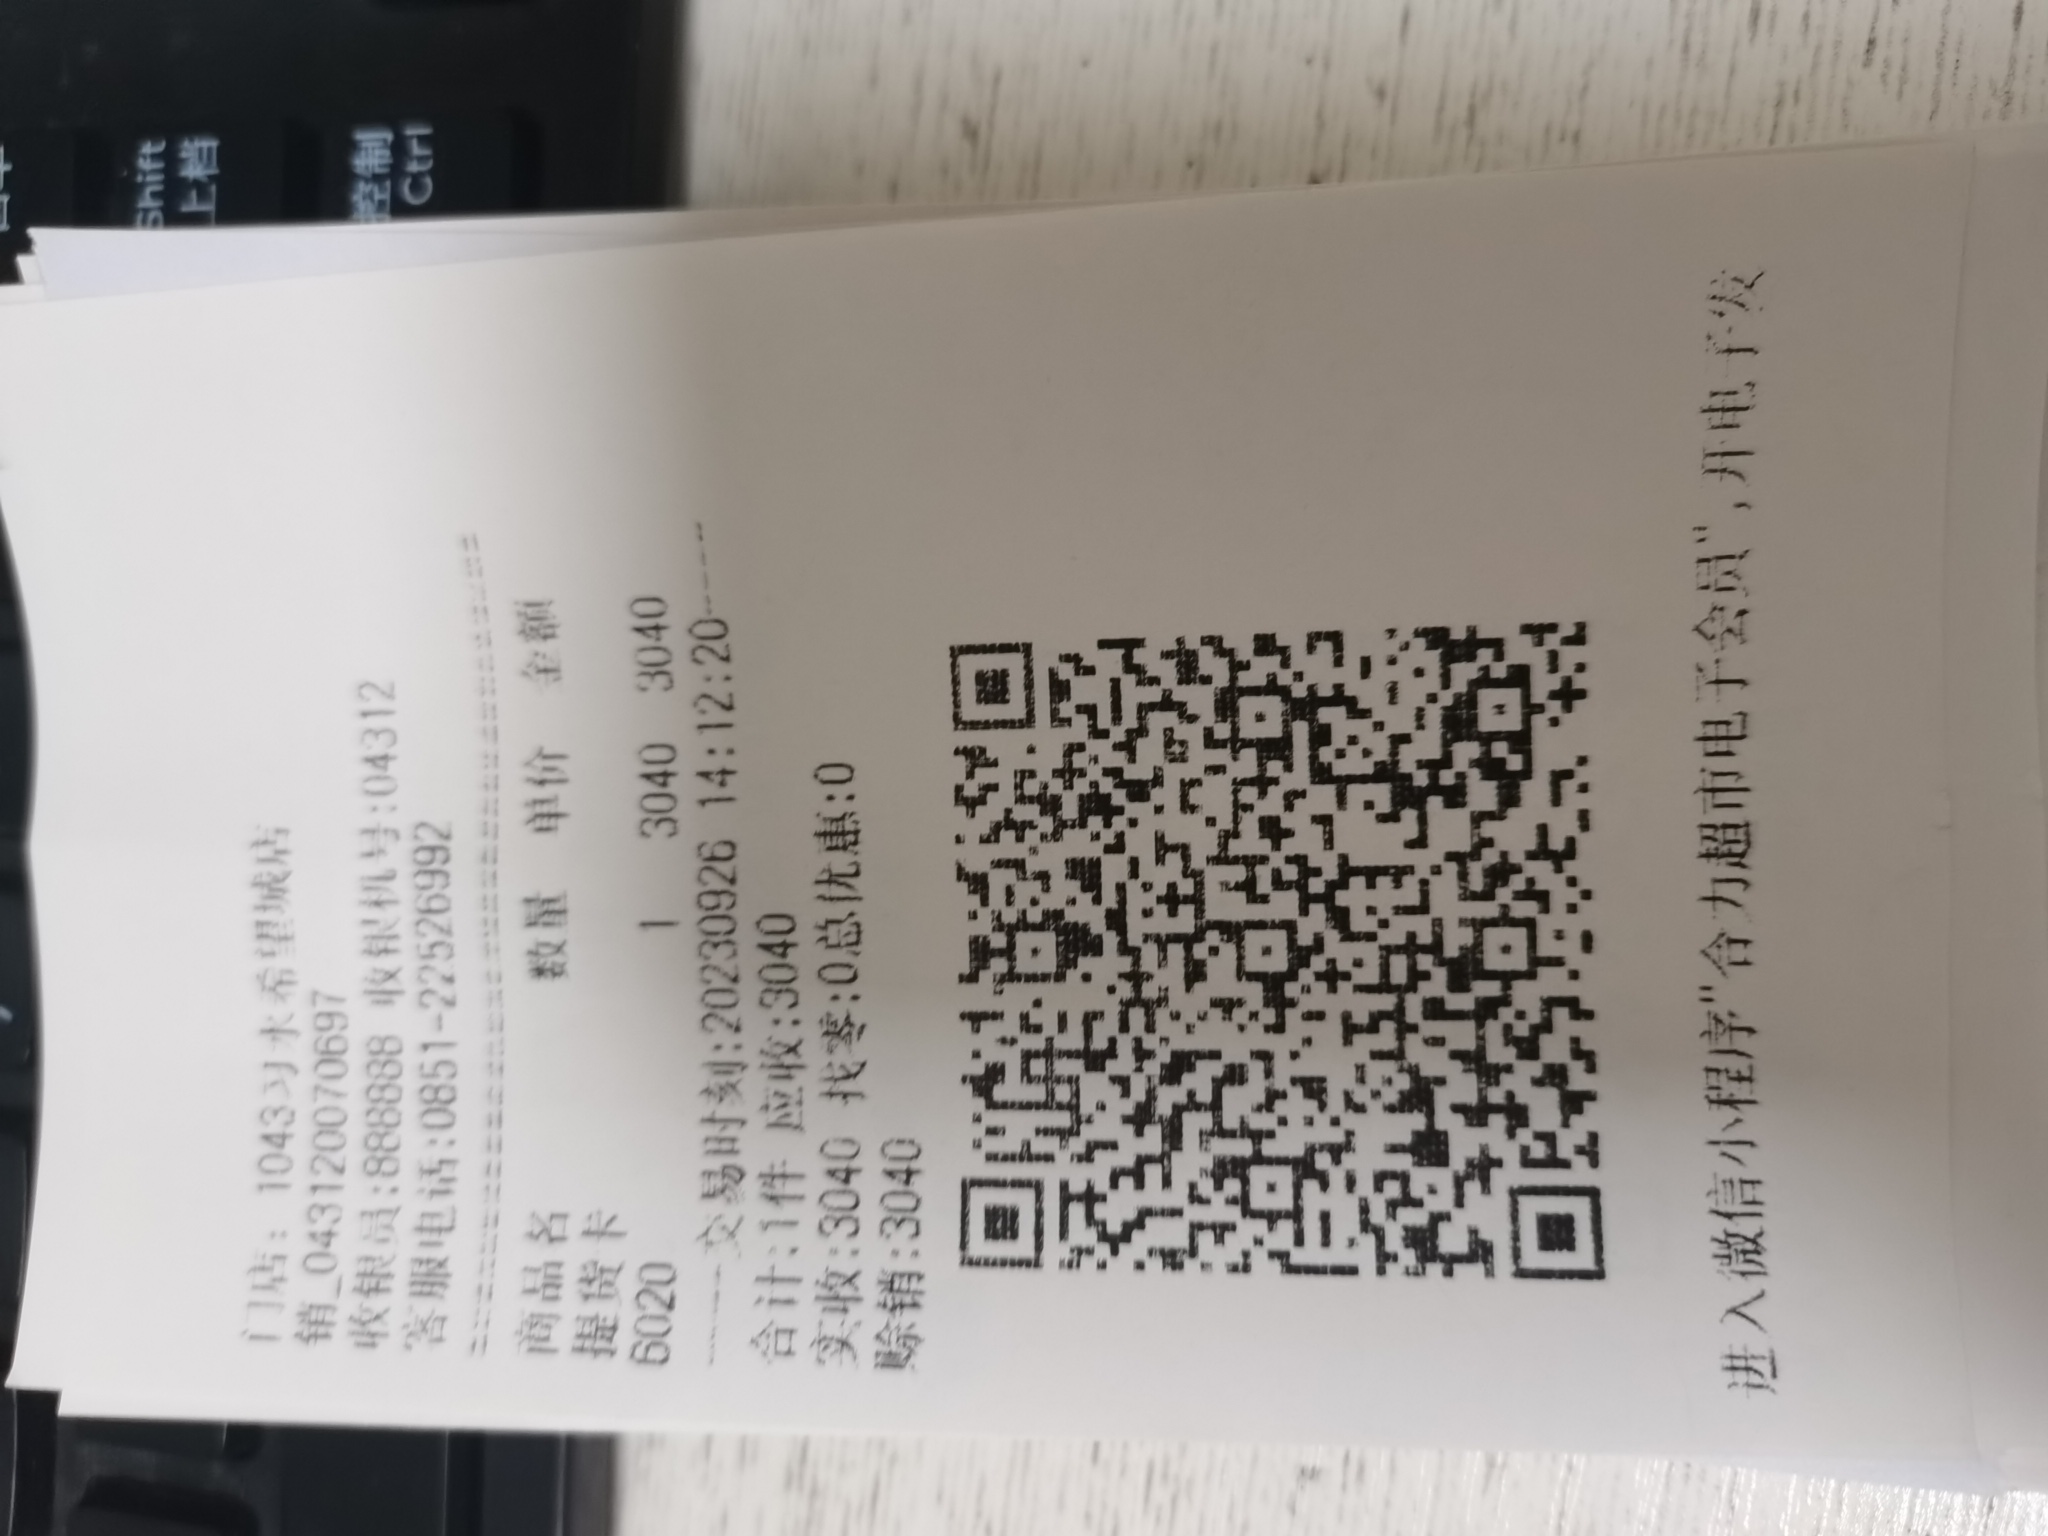 门店: 1043习水希望城店
销_04312007070697
收银员:888888 收银机号:04312
客服电话:0851-22526992
商品名 数量 单价 金额
提货卡
6020 1 3040 3040
------交易时刻:20230926 14:12:20------
合计:1件 应收:3040
实收:3040 找零:0总优惠:0
赊销:3040
进入微信小程序"合力超市电子会员",开电子发
Shift
上档
控制
Ctrl